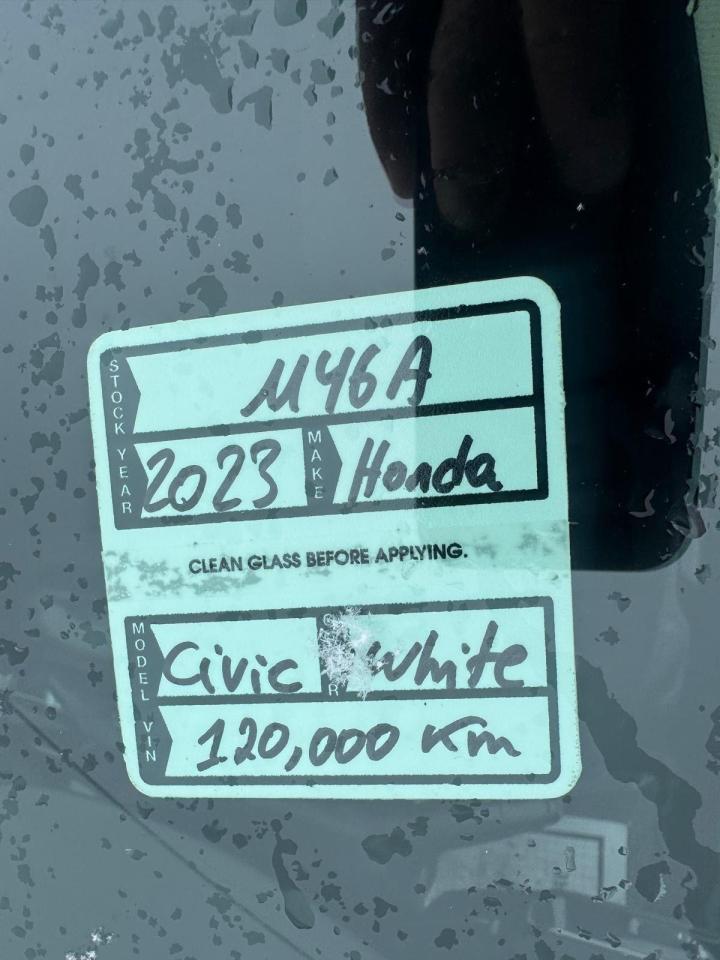 STOCK M46A
YEAR 2023 MAKE Honda
CLEAN GLASS BEFORE APPLYING.
MODEL Civic White
VIN 120,000 Km